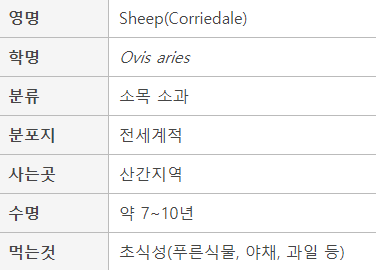 영명 Sheep(Corriedale)
학명 Ovis aries
분류 소목 소과
분포지 전세계적
사는곳 산간지역
수명 약 7~10년
먹는것 초식성(푸른식물, 야채, 과일 등)